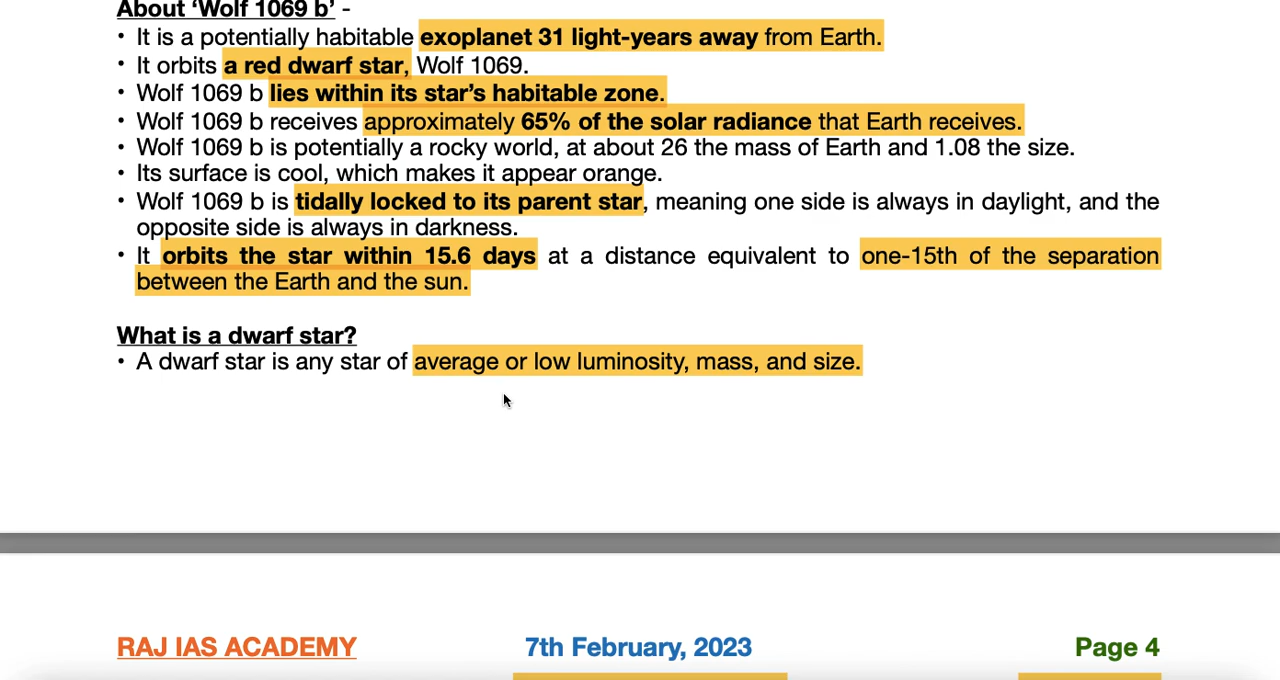 About ‘Wolf 1069 b’ -
• It is a potentially habitable exoplanet 31 light-years away from Earth.
• It orbits a red dwarf star, Wolf 1069.
• Wolf 1069 b lies within its star’s habitable zone.
• Wolf 1069 b receives approximately 65% of the solar radiance that Earth receives.
• Wolf 1069 b is potentially a rocky world, at about 26 the mass of Earth and 1.08 the size.
• Its surface is cool, which makes it appear orange.
• Wolf 1069 b is tidally locked to its parent star, meaning one side is always in daylight, and the
opposite side is always in darkness.
• It orbits the star within 15.6 days at a distance equivalent to one-15th of the separation
between the Earth and the sun.
What is a dwarf star?
• A dwarf star is any star of average or low luminosity, mass, and size.
RAJ IAS ACADEMY 7th February, 2023 Page 4